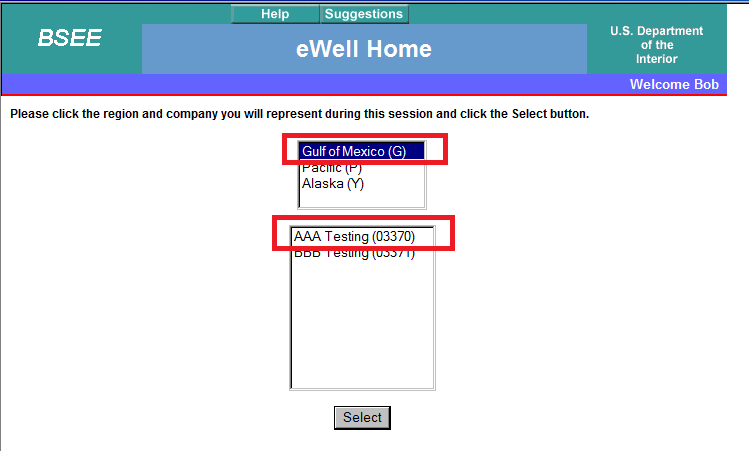 Help Suggestions
BSEE
eWell Home
U.S. Department
of the
Interior
Welcome Bob
Please click the region and company you will represent during this session and click the Select button.
Gulf of Mexico (G)
Pacific (P)
Alaska (Y)
AAA Testing (03370)
BBB Testing (03371)
Select